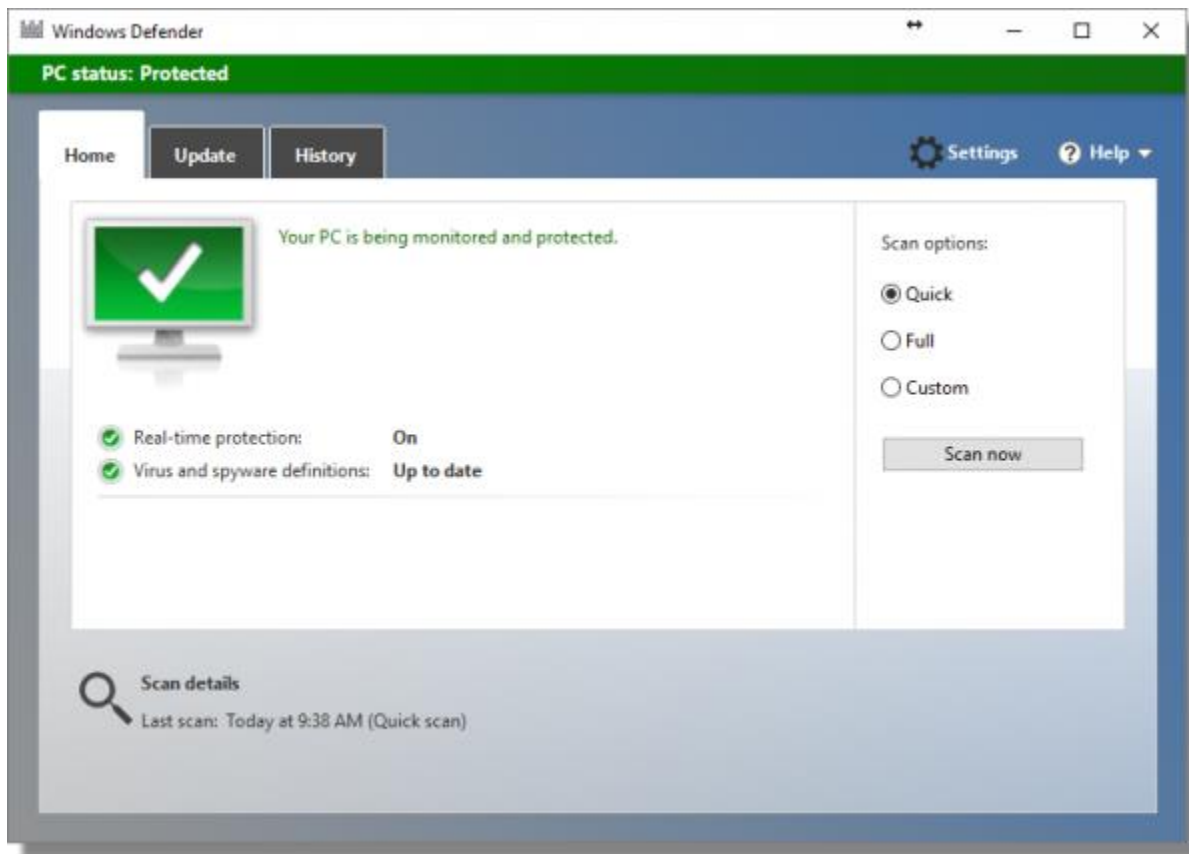 Windows Defender
PC status: Protected
Home
Update
History
Settings
Help
Your PC is being monitored and protected.
Real-time protection: On
Virus and spyware definitions: Up to date
Scan options:
Quick
Full
Custom
Scan now
Scan details
Last scan: Today at 9:38 AM (Quick scan)